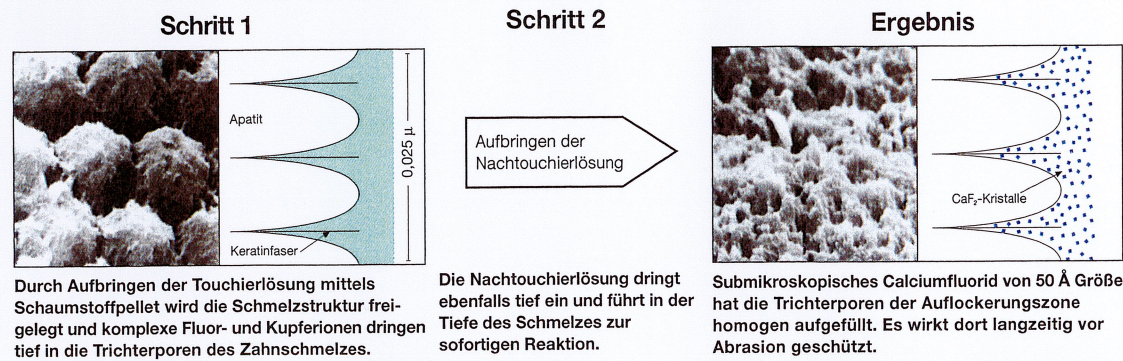 Schritt 1
Apatit
Keratinfaser
0,025 µ
Durch Aufbringen der Touchierlösung mittels
Schaumstoffpellet wird die Schmelzstruktur frei-
gelegt und komplexe Fluor- und Kupferionen dringen
tief in die Trichterporen des Zahnschmelzes.
Schritt 2
Aufbringen der
Nachtouchierlösung
Die Nachtouchierlösung dringt
ebenfalls tief ein und führt in der
Tiefe des Schmelzes zur
sofortigen Reaktion.
Ergebnis
CaF₂-Kristalle
Submikroskopisches Calciumfluorid von 50 Å Größe
hat die Trichterporen der Auflockerungszone
homogen aufgefüllt. Es wirkt dort langzeitig vor
Abrasion geschützt.